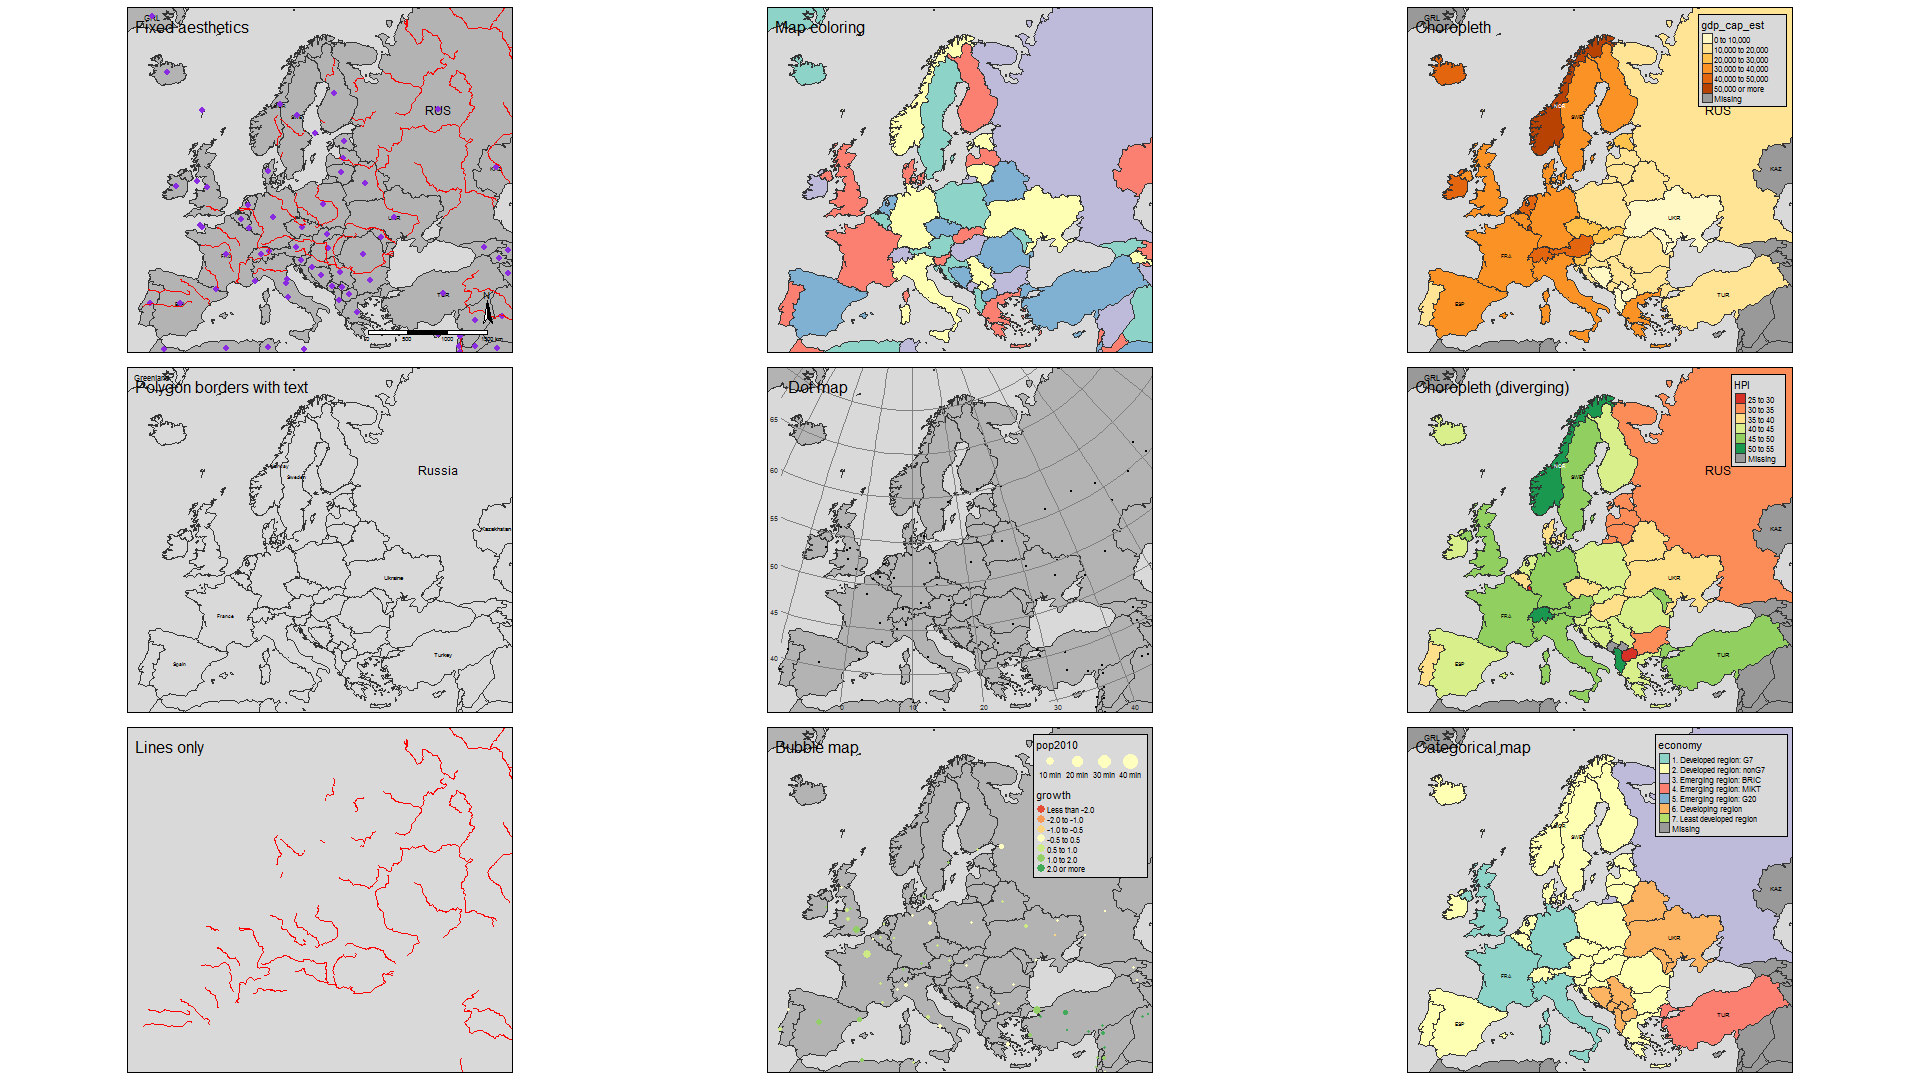 Fixed aesthetics
GRL
RUS
UKR
TUR
500
1000
Map coloring
Choropleth
GRL
gdp_cap_est
0 to 10,000
10,000 to 20,000
20,000 to 30,000
30,000 to 40,000
40,000 to 50,000
50,000 or more
Missing
RUS
NOR
SWE
KAZ
UKR
FRA
TUR
ESP
Polygon borders with text
Greenland
Norway
Sweden
Russia
Kazakhstan
Ukraine
France
Turkey
Spain
Dot map
65
60
55
50
45
40
0
10
20
30
40
Choropleth (diverging)
GRL
HPI
25 to 30
30 to 35
35 to 40
40 to 45
45 to 50
50 to 55
Missing
RUS
NOR
SWE
KAZ
UKR
FRA
TUR
ESP
Lines only
Bubble map
pop2010
10 mln 20 mln 30 mln 40 mln
growth
Less than -2.0
-2.0 to -1.0
-1.0 to -0.5
-0.5 to 0.5
0.5 to 1.0
1.0 to 2.0
2.0 or more
Categorical map
GRL
economy
1. Developed region: G7
2. Developed region: nonG7
3. Emerging region: BRIC
4. Emerging region: MIKT
5. Emerging region: G20
6. Developing region
7. Least developed region
Missing
NOR
SWE
KAZ
UKR
FRA
TUR
ESP